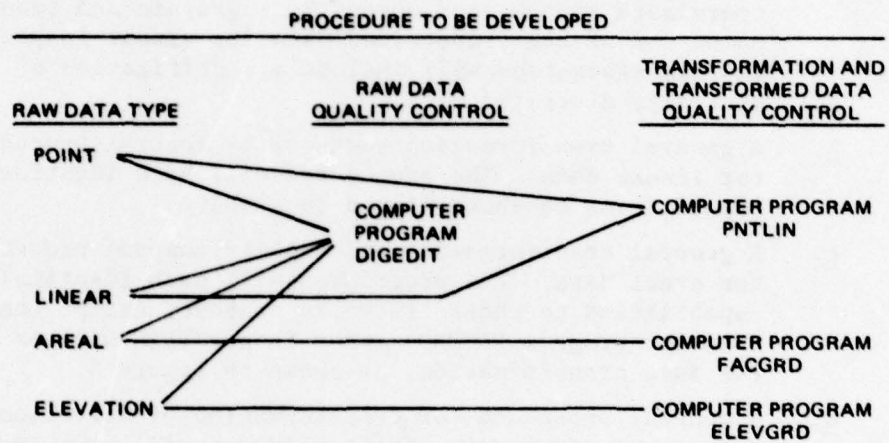 PROCEDURE TO BE DEVELOPED
RAW DATA TYPE
RAW DATA
QUALITY CONTROL
TRANSFORMATION AND
TRANSFORMED DATA
QUALITY CONTROL
POINT
LINEAR
AREAL
ELEVATION
COMPUTER
PROGRAM
DIGEDIT
COMPUTER PROGRAM
PNTLIN
COMPUTER PROGRAM
FACGRD
COMPUTER PROGRAM
ELEVGRD